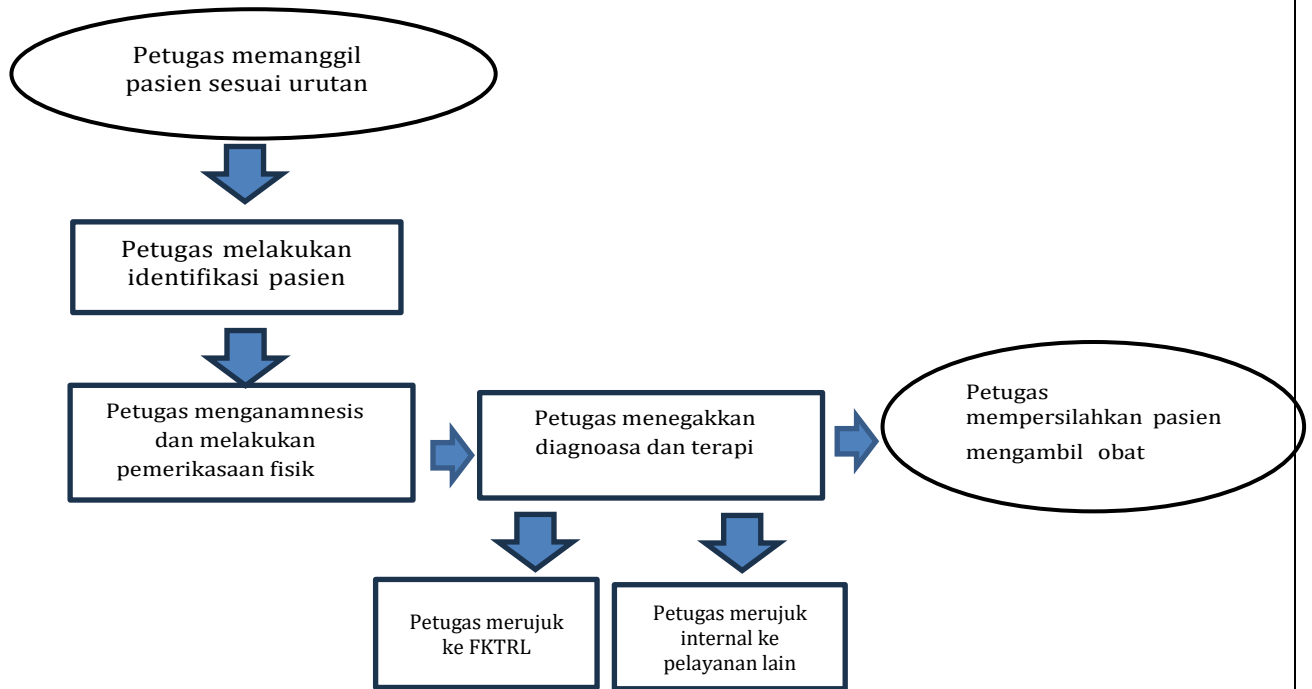 Petugas memanggil
pasien sesuai urutan
Petugas melakukan
identifikasi pasien
Petugas menganamnesis
dan melakukan
pemerikasaan fisik
Petugas menegakkan
diagnoasa dan terapi
Petugas
mempersilahkan pasien
mengambil obat
Petugas merujuk
ke FKTRL
Petugas merujuk
internal ke
pelayanan lain